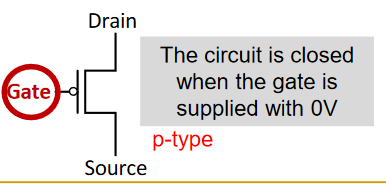 Drain
Gate
The circuit is closed
when the gate is
supplied with 0V
p-type
Source